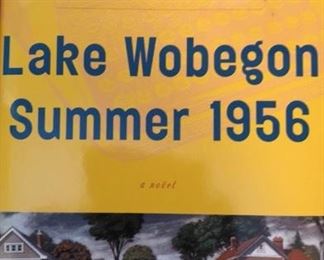 Lake Wobegon
Summer 1956
a novel